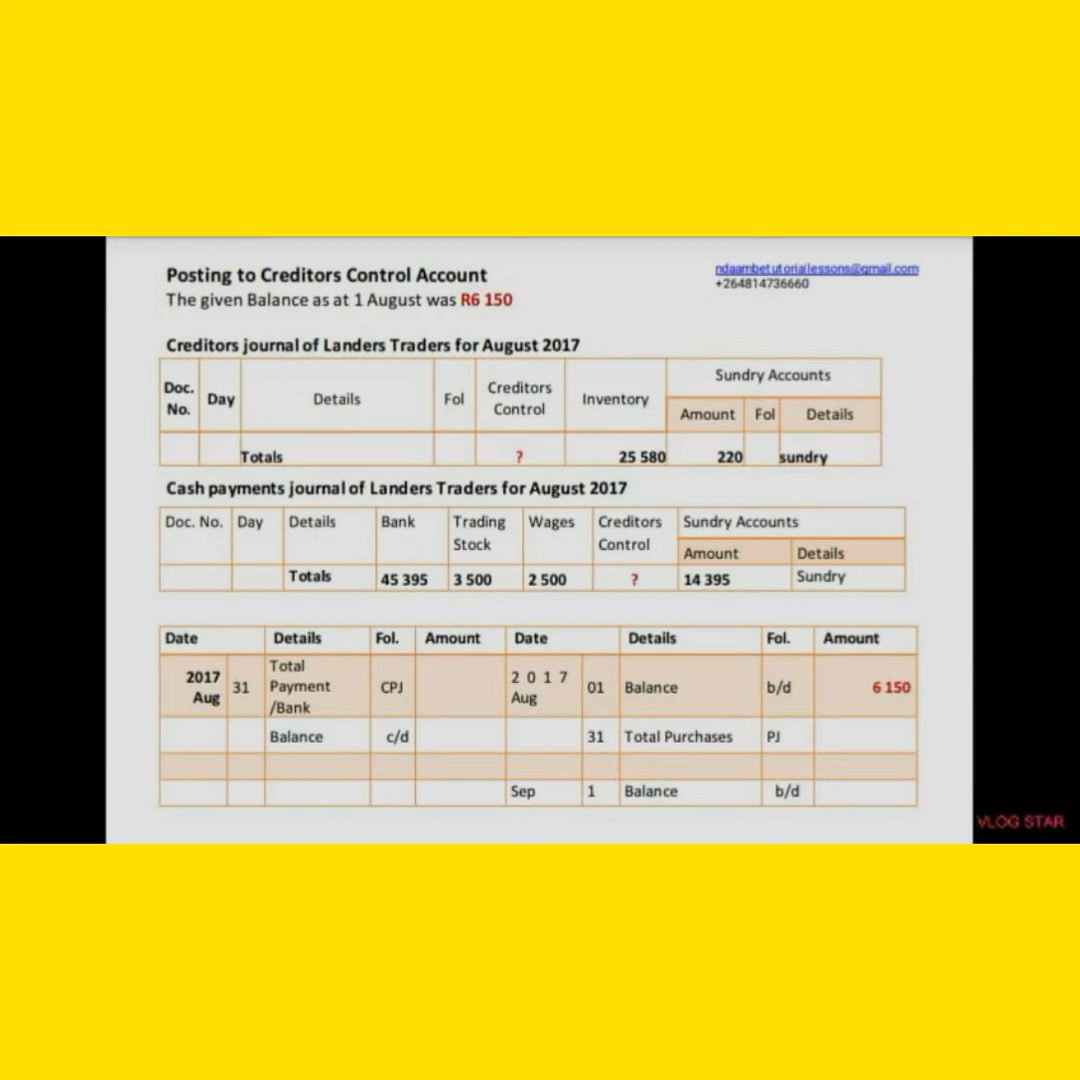 Posting to Creditors Control Account
ndaambetutoriallessons@gmail.com
+264814736660
The given Balance as at 1 August was R6 150
Creditors journal of Landers Traders for August 2017
Doc. No. Day Details Fol Creditors Control Inventory Sundry Accounts
Amount Fol Details
Totals ? 25 580 220 sundry
Cash payments journal of Landers Traders for August 2017
Doc. No. Day Details Bank Trading Stock Wages Creditors Control Sundry Accounts
Amount Details
Totals 45 395 3 500 2 500 ? 14 395 Sundry
Date Details Fol. Amount Date Details Fol. Amount
2017 Aug 31 Total Payment /Bank CPJ 2 0 1 7 Aug 01 Balance b/d 6 150
Balance c/d 31 Total Purchases PJ
Sep 1 Balance b/d
VLOG STAR